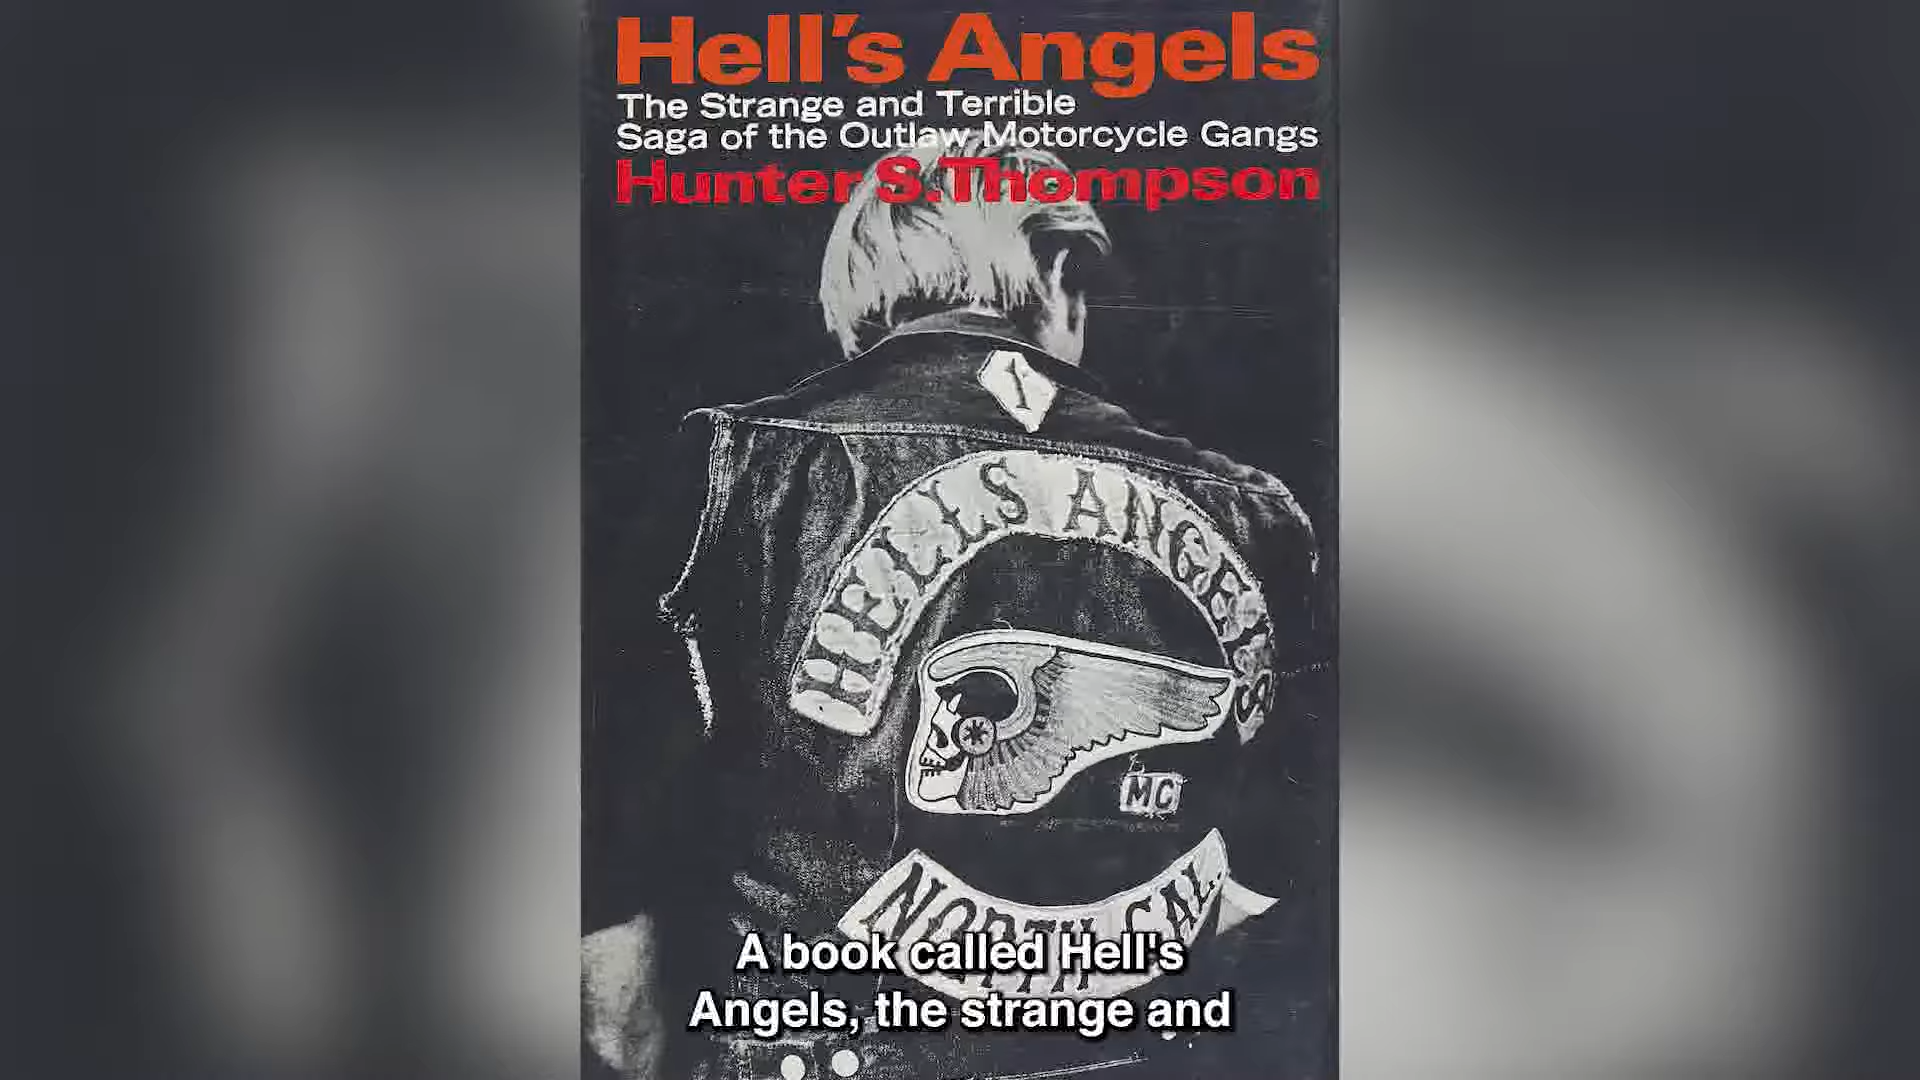 Hell's Angels
The Strange and Terrible
Saga of the Outlaw Motorcycle Gangs
Hunter S. Thompson
1
HELLS ANGELS
MC
NORTH CAL.
A book called Hell's
Angels, the strange and